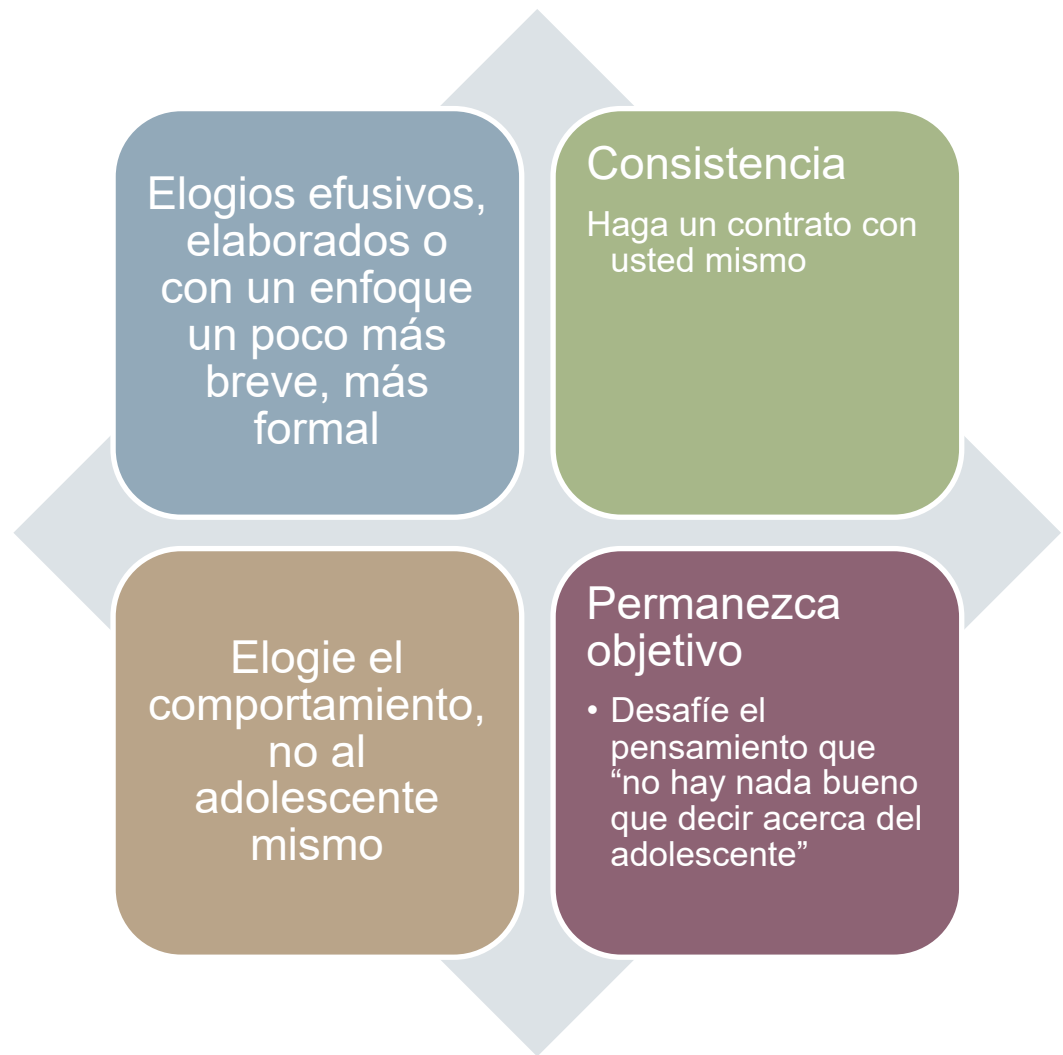 Elogios efusivos,
elaborados o
con un enfoque
un poco más
breve, más
formal
Consistencia
Haga un contrato con
usted mismo
Elogie el
comportamiento,
no al
adolescente
mismo
Permanezca
objetivo
• Desafíe el
pensamiento que
“no hay nada bueno
que decir acerca del
adolescente”